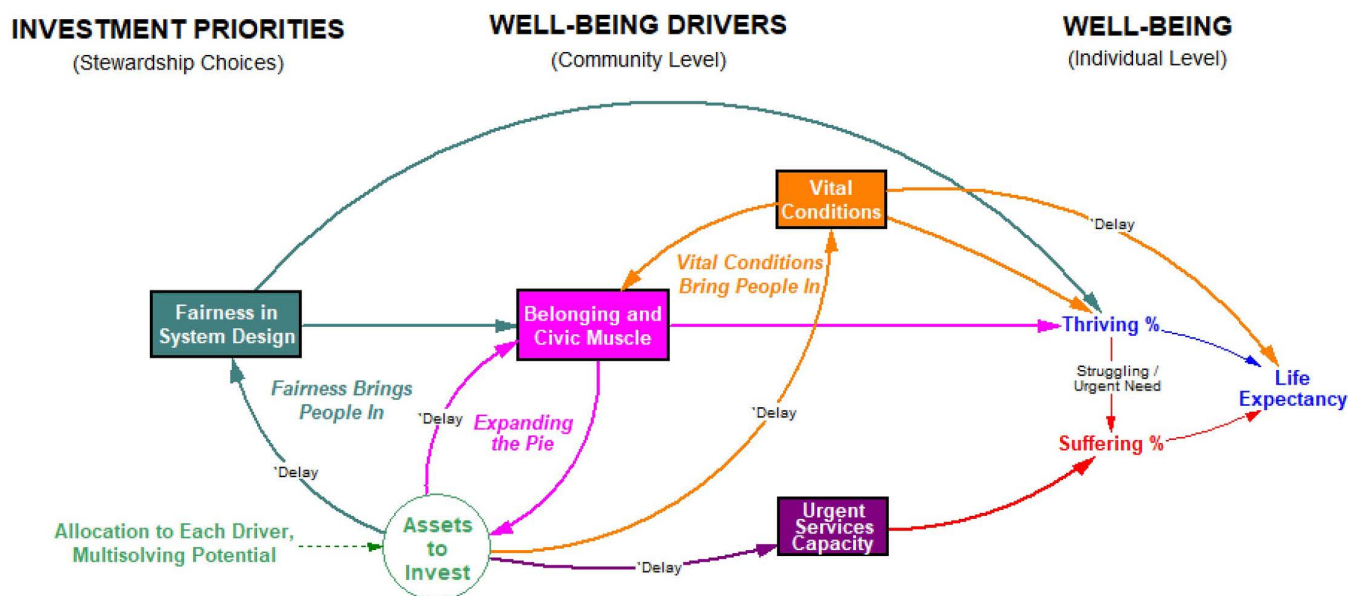 INVESTMENT PRIORITIES
(Stewardship Choices)
WELL-BEING DRIVERS
(Community Level)
WELL-BEING
(Individual Level)
Vital
Conditions
`Delay
Vital Conditions
Bring People In
Fairness in
System Design
Belonging and
Civic Muscle
Thriving %
Struggling /
Urgent Need
Life
Expectancy
Fairness Brings
People In
`Delay
Expanding
the Pie
`Delay
Suffering %
`Delay
Allocation to Each Driver,
Multisolving Potential
Assets
to
Invest
Urgent
Services
Capacity
`Delay